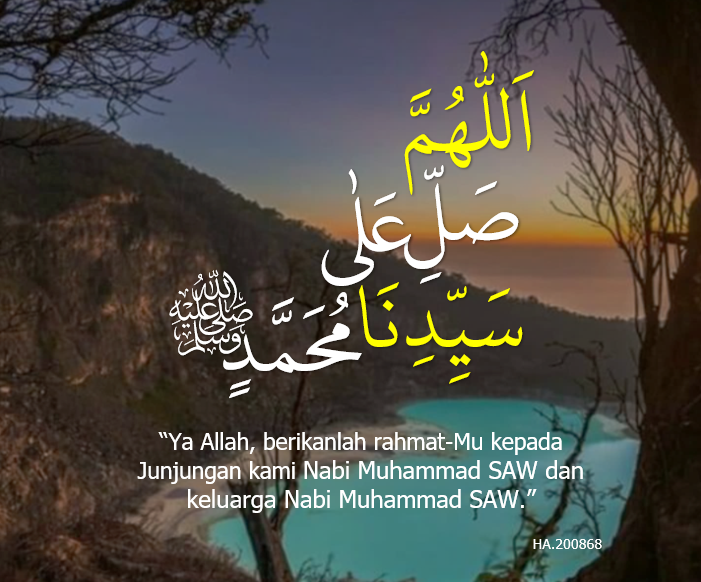 اَللّٰهُمَّ
صَلِّ عَلٰى
سَيِّدِنَا مُحَمَّدٍ ﷺ
“Ya Allah, berikanlah rahmat-Mu kepada
Junjungan kami Nabi Muhammad SAW dan
keluarga Nabi Muhammad SAW.”
HA.200868